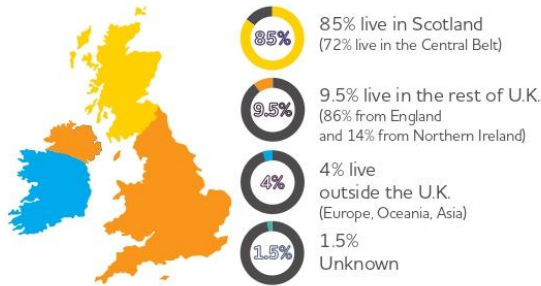 85%
85% live in Scotland
(72% live in the Central Belt)
9.5%
9.5% live in the rest of U.K.
(86% from England
and 14% from Northern Ireland)
4%
4% live
outside the U.K.
(Europe, Oceania, Asia)
1.5%
1.5%
Unknown